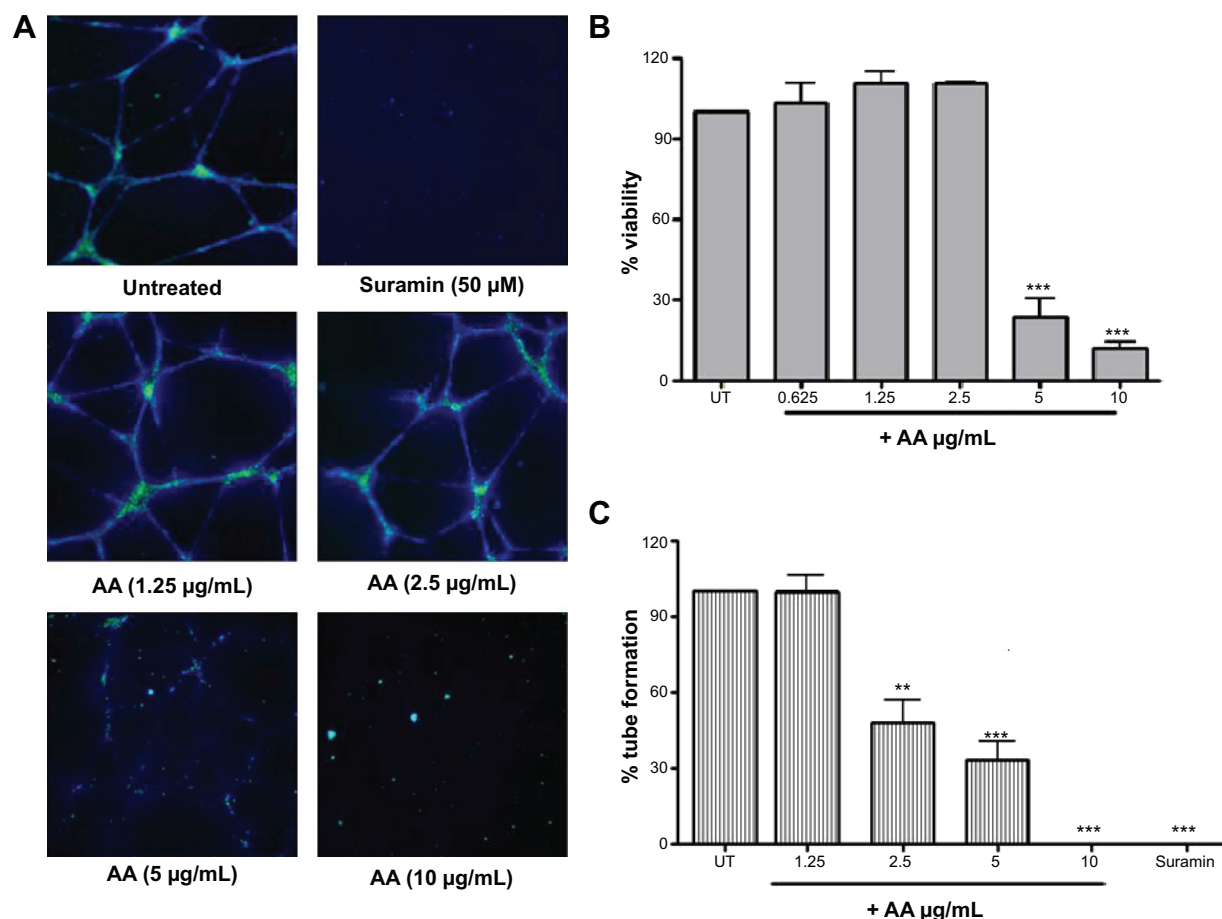 A
Untreated
Suramin (50 µM)
AA (1.25 µg/mL)
AA (2.5 µg/mL)
AA (5 µg/mL)
AA (10 µg/mL)
B
% viability
120
90
60
30
0
***
***
UT 0.625 1.25 2.5 5 10
+ AA µg/mL
C
% tube formation
120
90
60
30
0
**
***
***
***
UT 1.25 2.5 5 10 Suramin
+ AA µg/mL